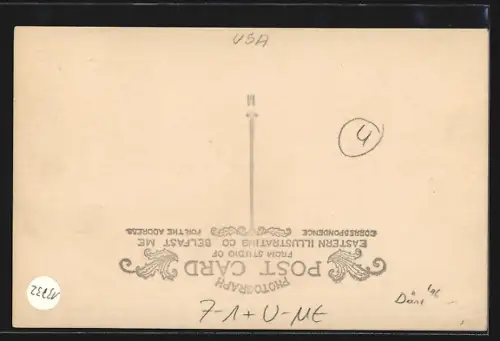 USA
4
CORRESPONDENCE FOR THE ADDRESS
EASTERN ILLUSTRATING CO BELFAST ME
FROM STUDIO OF
POST CARD
PHOTOGRAPH
7-1+U-ME